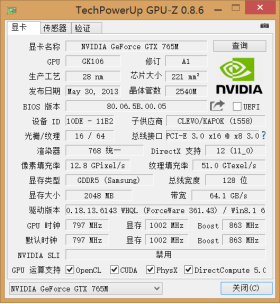 TechPowerUp GPU-Z 0.8.6
显卡 传感器 验证
显卡名称 NVIDIA GeForce GTX 765M 查询
GPU GK106 修订 A1
生产工艺 28 nm 芯片大小 221 mm²
发布日期 May 30, 2013 晶体管数 2540M
NVIDIA
BIOS 版本 80.06.5B.00.05 UEFI
设备 ID 10DE - 11E2 子供应商 CLEVO/KAPOK (1558)
光栅/纹理 16 / 64 总线接口 PCI-E 3.0 x16 @ x8 3.0 ?
渲染器 768 统一 DirectX 支持 12 (11_0)
像素填充率 12.8 GPixel/s 纹理填充率 51.0 GTexel/s
显存类型 GDDR5 (Samsung) 总线宽度 128 位
显存大小 2048 MB 带宽 64.1 GB/s
驱动版本 0.18.13.6143 WHQL (ForceWare 361.43) / Win8.1 6
GPU 时钟 797 MHz 显存 1002 MHz Boost 863 MHz
默认时钟 797 MHz 显存 1002 MHz Boost 863 MHz
NVIDIA SLI 禁用
GPU 运算支持 OpenCL CUDA PhysX DirectCompute 5.0
NVIDIA GeForce GTX 765M 关闭(C)